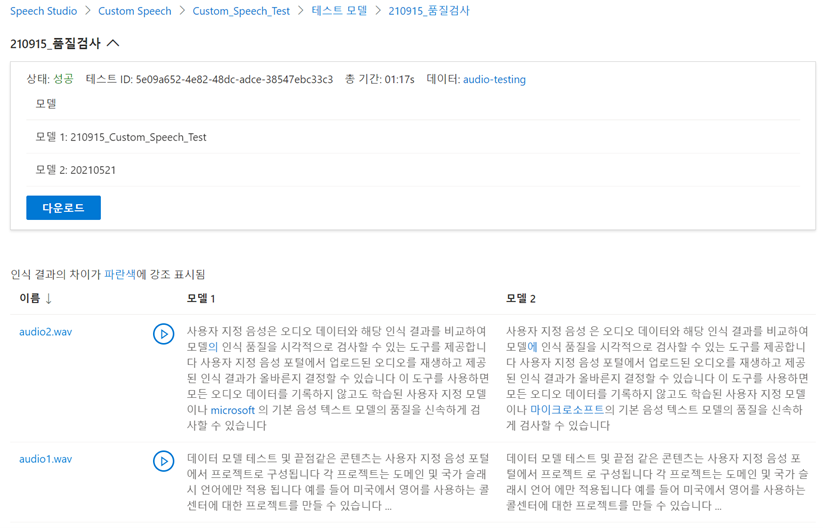 Speech Studio > Custom Speech > Custom_Speech_Test > 테스트 모델 > 210915_품질검사
210915_품질검사
상태: 성공 테스트 ID: 5e09a652-4e82-48dc-adce-38547ebc33c3 총 기간: 01:17s 데이터: audio-testing
모델
모델 1: 210915_Custom_Speech_Test
모델 2: 20210521
다운로드
인식 결과의 차이가 파란색에 강조 표시됨
이름 ↓ 모델 1 모델 2
audio2.wav
사용자 지정 음성은 오디오 데이터와 해당 인식 결과를 비교하여
모델의 인식 품질을 시각적으로 검사할 수 있는 도구를 제공합니
다 사용자 지정 음성 포털에서 업로드된 오디오를 재생하고 제공
된 인식 결과가 올바른지 결정할 수 있습니다 이 도구를 사용하면
모든 오디오 데이터를 기록하지 않고도 학습된 사용자 지정 모델
이나 microsoft 의 기본 음성 텍스트 모델의 품질을 신속하게 검
사할 수 있습니다
사용자 지정 음성 은 오디오 데이터와 해당 인식 결과를 비교하여
모델에 인식 품질을 시각적으로 검사할 수 있는 도구를 제공합니
다 사용자 지정 음성 포털에서 업로드된 오디오를 재생하고 제공
된 인식 결과가 올바른지 결정할 수 있습니다 이 도구를 사용하면
모든 오디오 데이터를 기록하지 않고도 학습된 사용자 지정 모델
이나 마이크로소프트의 기본 음성 텍스트 모델의 품질을 신속하
게 검사할 수 있습니다
audio1.wav
데이터 모델 테스트 및 끝점같은 콘텐츠는 사용자 지정 음성 포털
에서 프로젝트로 구성됩니다 각 프로젝트는 도메인 및 국가 슬래
시 언어에만 적용 됩니다 예를 들어 미국에서 영어를 사용하는 콜
센터에 대한 프로젝트를 만들 수 있습니다 ...
데이터 모델 테스트 및 끝점 같은 콘텐츠는 사용자 지정 음성 포
털에서 프로젝트 로 구성됩니다 각 프로젝트는 도메인 및 국가 슬
래시 언어 에만 적용됩니다 예를 들어 미국에서 영어를 사용하는
콜센터에 대한 프로젝트를 만들 수 있습니다 ...